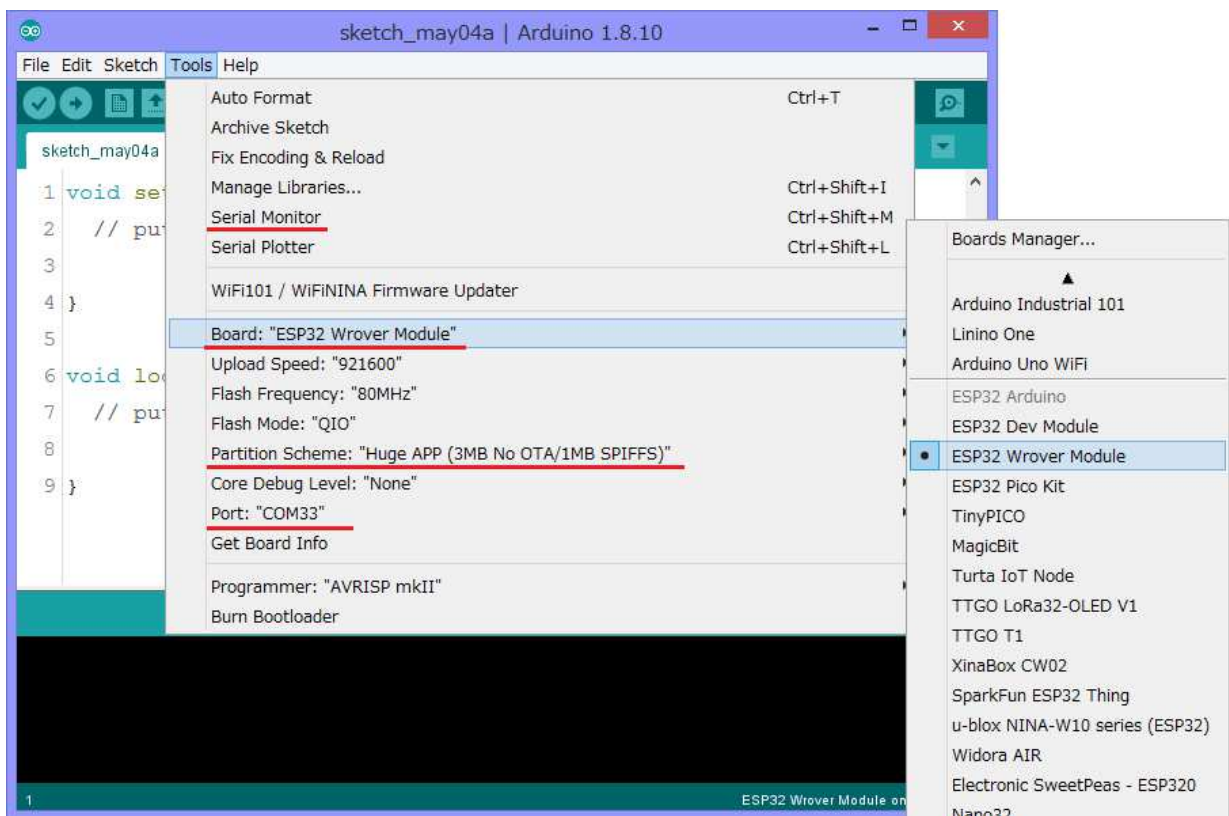 sketch_may04a | Arduino 1.8.10
File Edit Sketch Tools Help
Auto Format Ctrl+T
Archive Sketch
Fix Encoding & Reload
Manage Libraries... Ctrl+Shift+I
Serial Monitor Ctrl+Shift+M
Serial Plotter Ctrl+Shift+L
WiFi101 / WiFiNINA Firmware Updater
Board: "ESP32 Wrover Module"
Upload Speed: "921600"
Flash Frequency: "80MHz"
Flash Mode: "QIO"
Partition Scheme: "Huge APP (3MB No OTA/1MB SPIFFS)"
Core Debug Level: "None"
Port: "COM33"
Get Board Info
Programmer: "AVRISP mkII"
Burn Bootloader
sketch_may04a
1 void se
2 // pu
3
4 }
5
6 void lo
7 // pu
8
9 }
Boards Manager...
Arduino Industrial 101
Linino One
Arduino Uno WiFi
ESP32 Arduino
ESP32 Dev Module
ESP32 Wrover Module
ESP32 Pico Kit
TinyPICO
MagicBit
Turta IoT Node
TTGO LoRa32-OLED V1
TTGO T1
XinaBox CW02
SparkFun ESP32 Thing
u-blox NINA-W10 series (ESP32)
Widora AIR
Electronic SweetPeas - ESP320
Nano32
1 ESP32 Wrover Module on